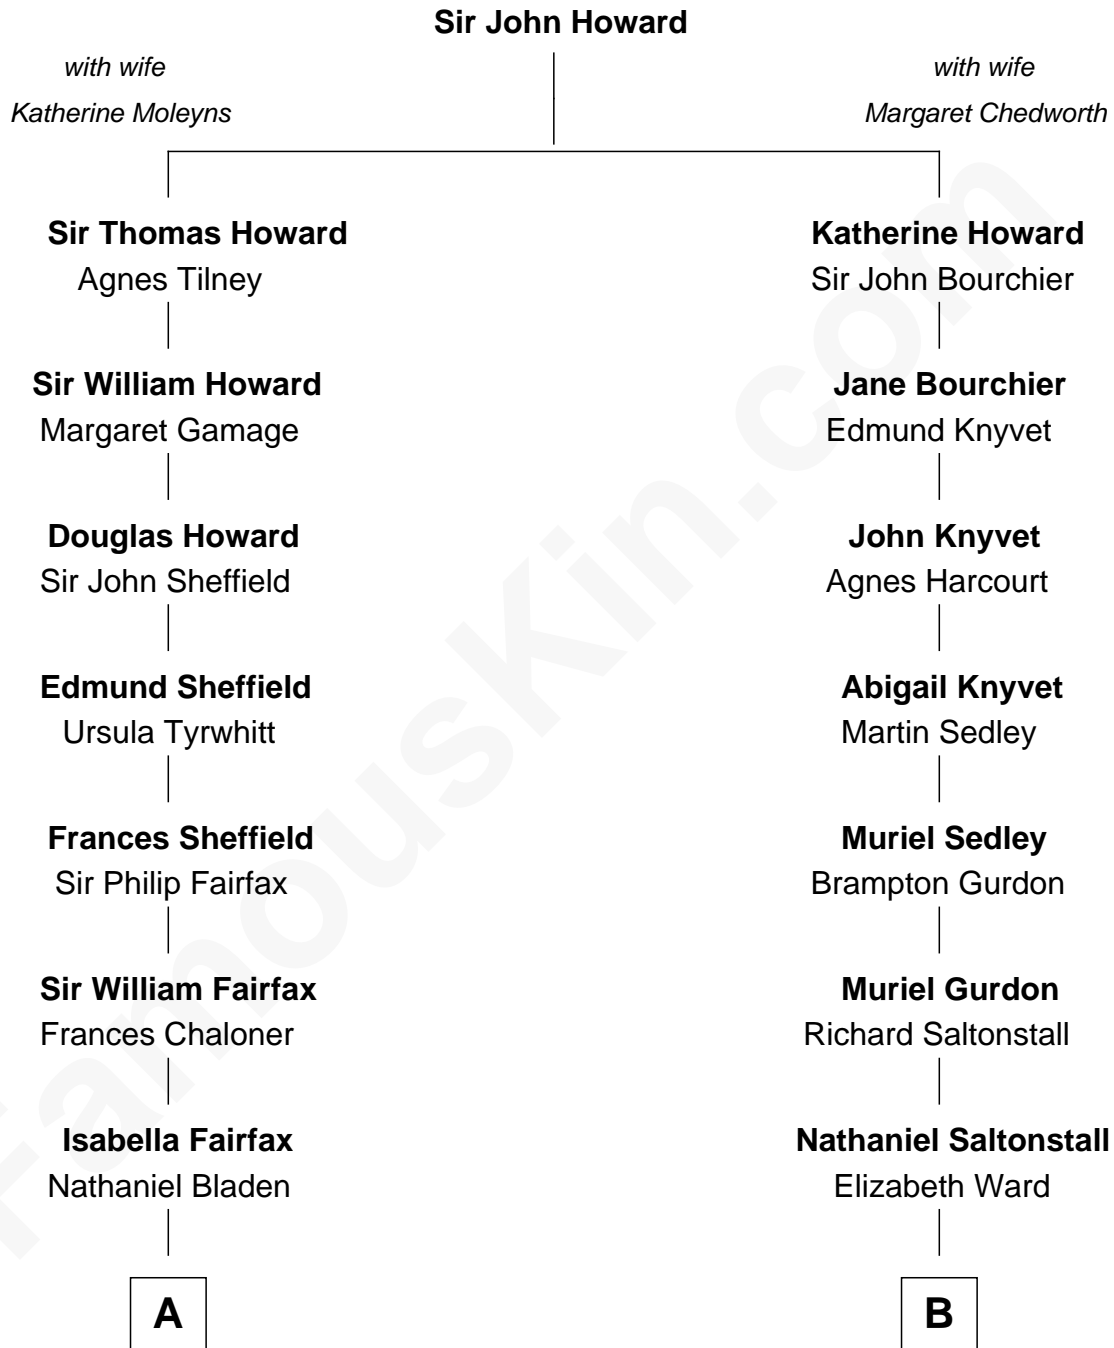 Sir John Howard
with wife
Katherine Moleyns
with wife
Margaret Chedworth
Sir Thomas Howard
Agnes Tilney
Sir William Howard
Margaret Gamage
Douglas Howard
Sir John Sheffield
Edmund Sheffield
Ursula Tyrwhitt
Frances Sheffield
Sir Philip Fairfax
Sir William Fairfax
Frances Chaloner
Isabella Fairfax
Nathaniel Bladen
A
Katherine Howard
Sir John Bourchier
Jane Bourchier
Edmund Knyvet
John Knyvet
Agnes Harcourt
Abigail Knyvet
Martin Sedley
Muriel Sedley
Brampton Gurdon
Muriel Gurdon
Richard Saltonstall
Nathaniel Saltonstall
Elizabeth Ward
B
FamousKin.com